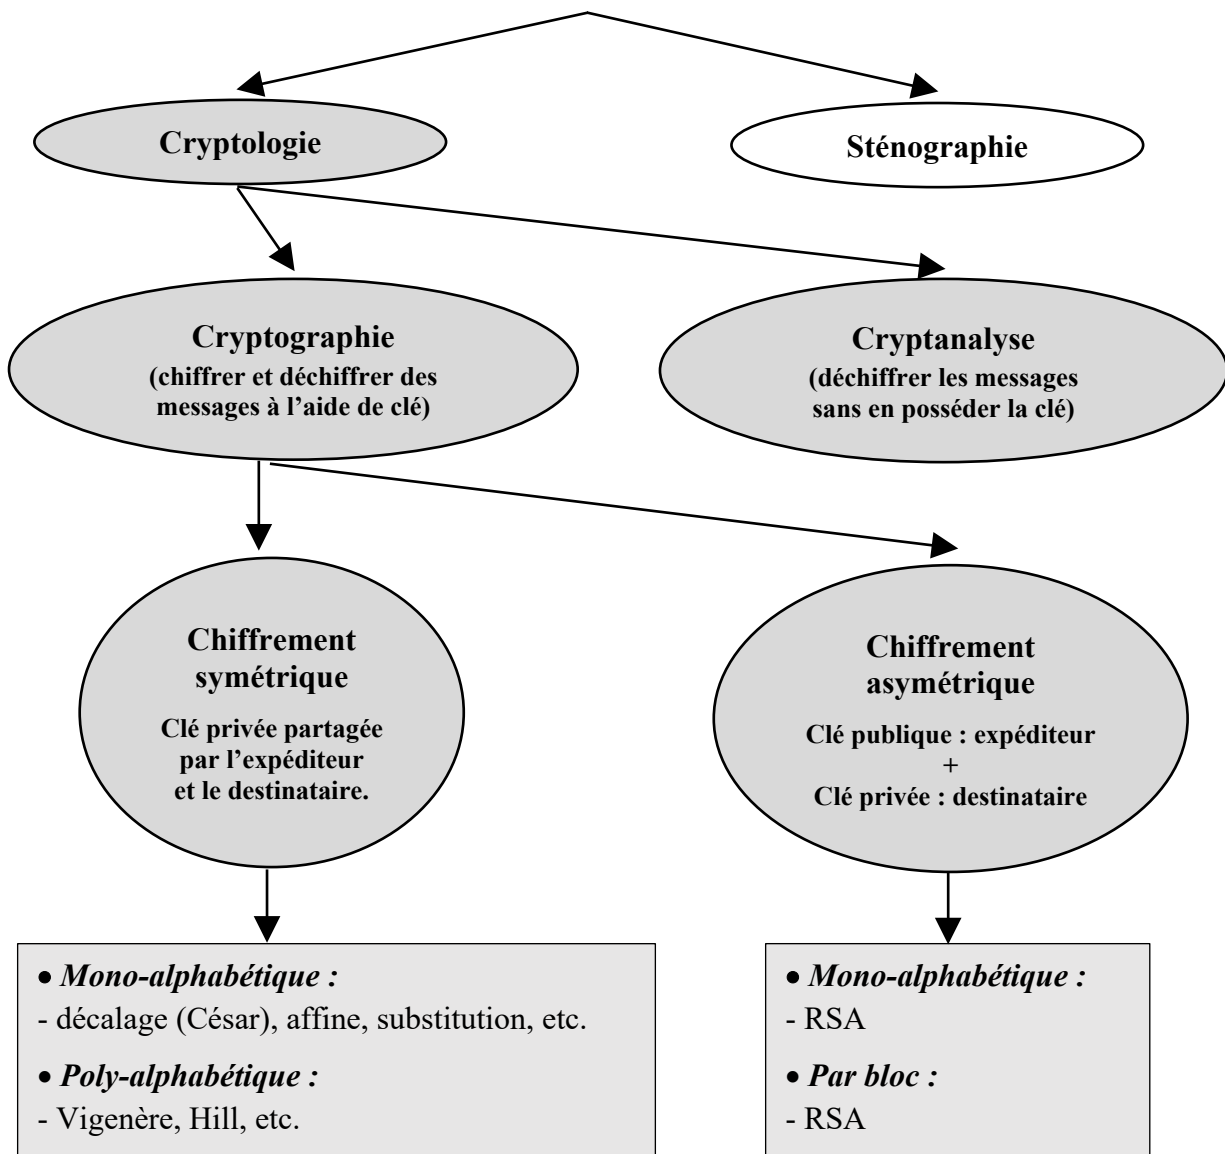 Cryptologie
Sténographie
Cryptographie
(chiffrer et déchiffrer des
messages à l’aide de clé)
Cryptanalyse
(déchiffrer les messages
sans en posséder la clé)
Chiffrement
symétrique
Clé privée partagée
par l’expéditeur
et le destinataire.
Chiffrement
asymétrique
Clé publique : expéditeur
+
Clé privée : destinataire
• Mono-alphabétique :
- décalage (César), affine, substitution, etc.
• Poly-alphabétique :
- Vigenère, Hill, etc.
• Mono-alphabétique :
- RSA
• Par bloc :
- RSA